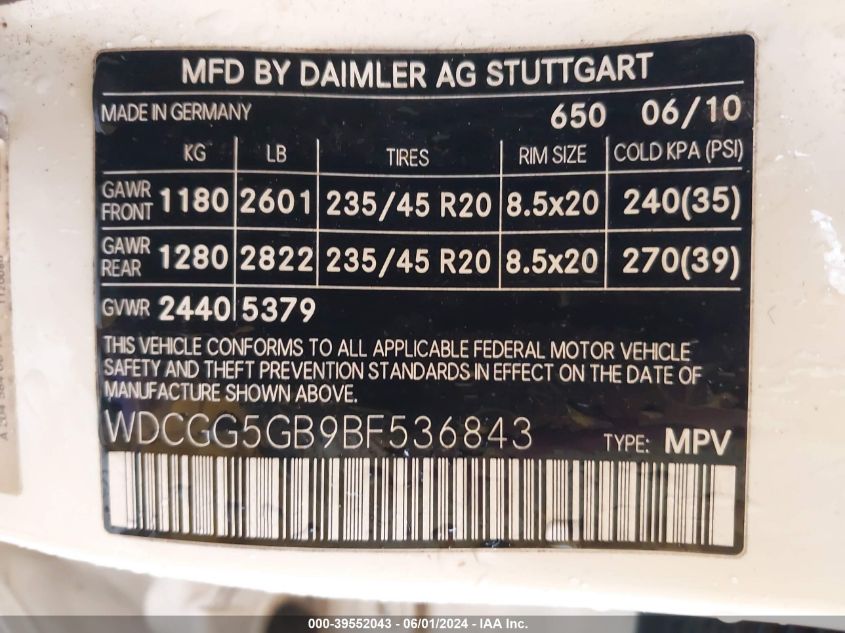 MFD BY DAIMLER AG STUTTGART
MADE IN GERMANY 650 06/10
KG LB TIRES RIM SIZE COLD KPA (PSI)
GAWR FRONT 1180 2601 235/45 R20 8.5x20 240(35)
GAWR REAR 1280 2822 235/45 R20 8.5x20 270(39)
GVWR 2440 5379
THIS VEHICLE CONFORMS TO ALL APPLICABLE FEDERAL MOTOR VEHICLE
SAFETY AND THEFT PREVENTION STANDARDS IN EFFECT ON THE DATE OF
MANUFACTURE SHOWN ABOVE.
WDCGG5GB9BF536843 TYPE: MPV
000-39552043 / 06/01/2024 - IAA Inc.